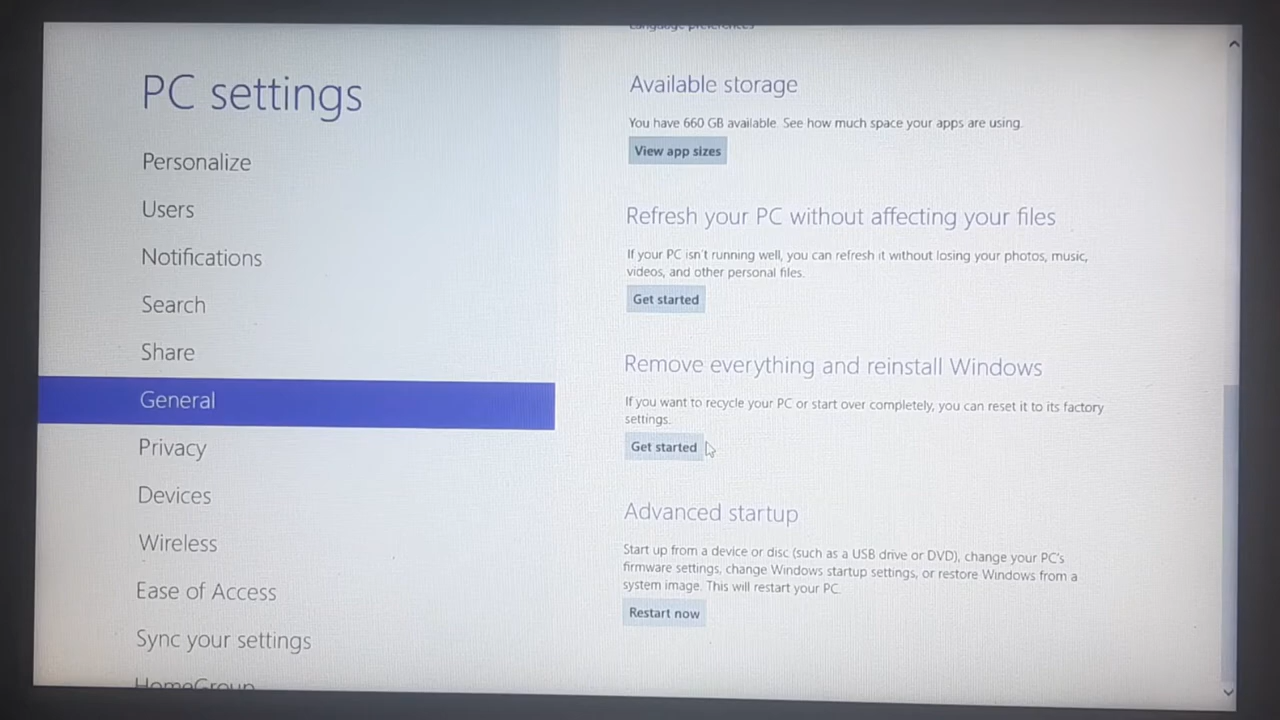 PC settings
Personalize
Users
Notifications
Search
Share
General
Privacy
Devices
Wireless
Ease of Access
Sync your settings
HomeGroup
Language preferences
Available storage
You have 660 GB available. See how much space your apps are using.
View app sizes
Refresh your PC without affecting your files
If your PC isn't running well, you can refresh it without losing your photos, music,
videos, and other personal files.
Get started
Remove everything and reinstall Windows
If you want to recycle your PC or start over completely, you can reset it to its factory
settings.
Get started
Advanced startup
Start up from a device or disc (such as a USB drive or DVD), change your PC's
firmware settings, change Windows startup settings, or restore Windows from a
system image. This will restart your PC.
Restart now